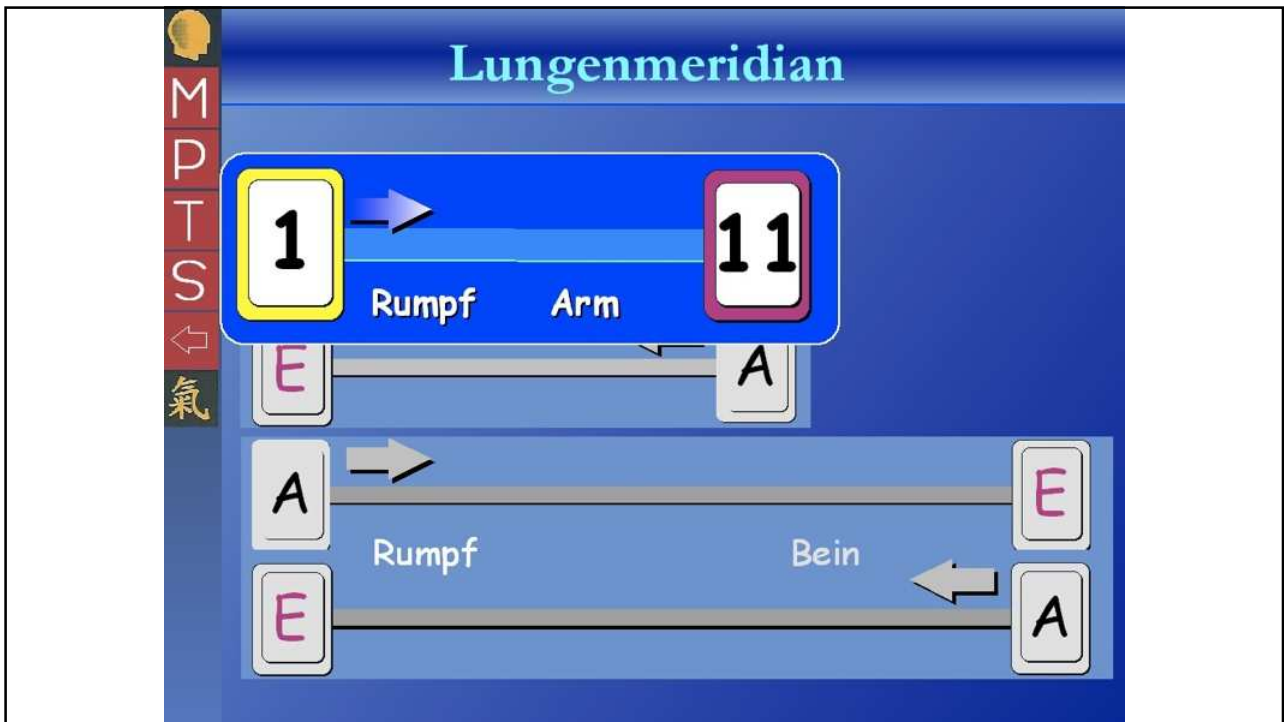 Lungenmeridian
M
P
T
S
氣
1 11
Rumpf Arm
E A
A E
Rumpf Bein
E A